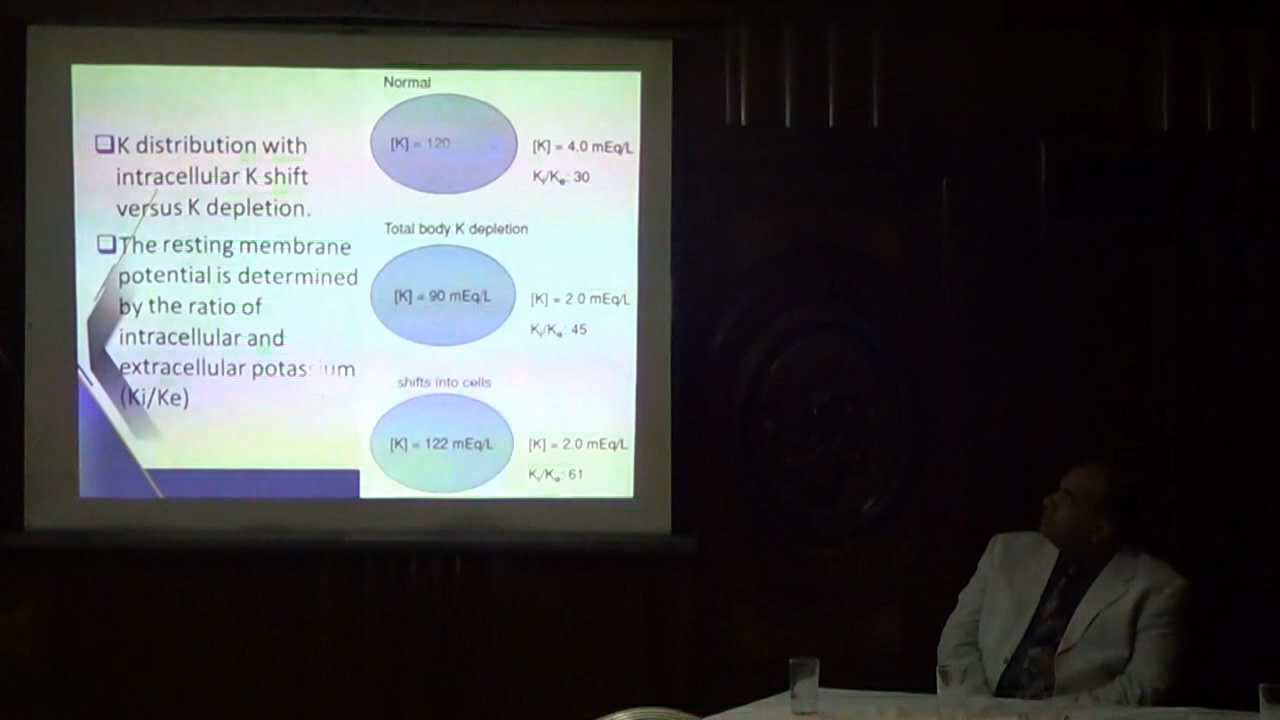 K distribution with
intracellular K shift
versus K depletion.
The resting membrane
potential is determined
by the ratio of
intracellular and
extracellular potassium
(Ki/Ke)
Normal
[K] = 120
[K] = 4.0 mEq/L
Ki/Ke: 30
Total body K depletion
[K] = 90 mEq/L
[K] = 2.0 mEq/L
Ki/Ke: 45
shifts into cells
[K] = 122 mEq/L
[K] = 2.0 mEq/L
Ki/Ke: 61